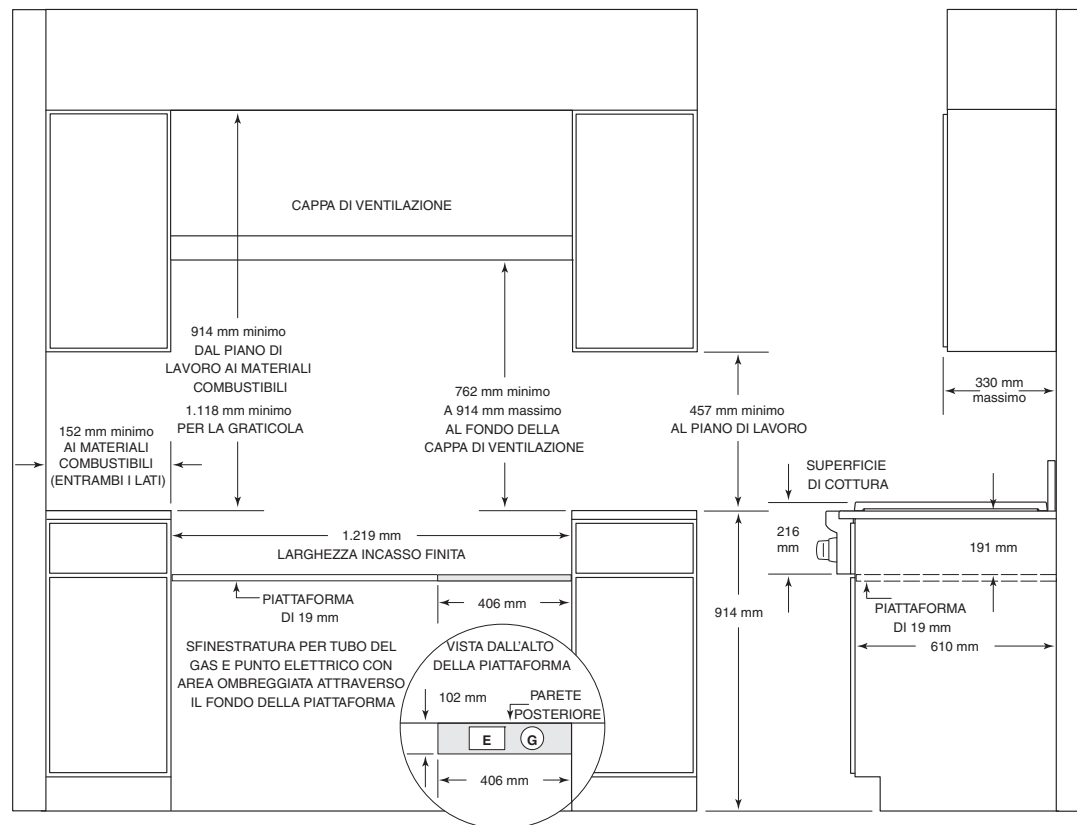 CAPPA DI VENTILAZIONE
914 mm minimo
DAL PIANO DI
LAVORO AI MATERIALI
COMBUSTIBILI
1.118 mm minimo
PER LA GRATICOLA
762 mm minimo
A 914 mm massimo
AL FONDO DELLA
CAPPA DI VENTILAZIONE
457 mm minimo
AL PIANO DI LAVORO
330 mm
massimo
152 mm minimo
AI MATERIALI
COMBUSTIBILI
(ENTRAMBI I LATI)
SUPERFICIE
DI COTTURA
1.219 mm
LARGHEZZA INCASSO FINITA
216
mm
191 mm
PIATTAFORMA
DI 19 mm
406 mm
914 mm
PIATTAFORMA
DI 19 mm
610 mm
SFINESTRATURA PER TUBO DEL
GAS E PUNTO ELETTRICO CON
AREA OMBREGGIATA ATTRAVERSO
IL FONDO DELLA PIATTAFORMA
VISTA DALL'ALTO
DELLA PIATTAFORMA
102 mm
PARETE
POSTERIORE
E
G
406 mm